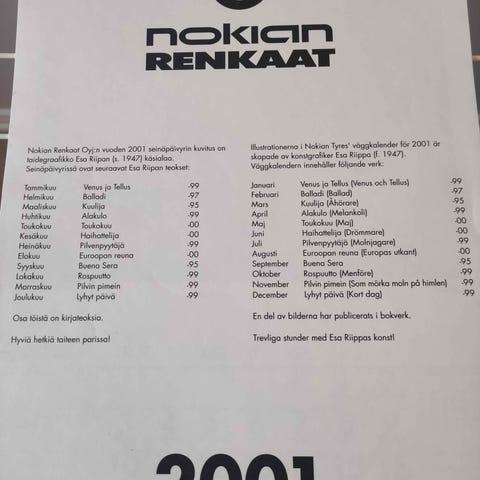 nokian
RENKAAT
Nokian Renkaat Oyj:n vuoden 2001 seinäpäivyrin kuvitus on
taidegraafikko Esa Riipan (s. 1947) käsialaa.
Seinäpäivyrissä ovat seuraavat Esa Riipan teokset:
Tammikuu Venus ja Tellus -99
Helmikuu Balladi -97
Maaliskuu Kuulija -95
Huhtikuu Alakulo -99
Toukokuu Toukokuu -00
Kesäkuu Haihattelija -00
Heinäkuu Pilvenpyytäjä -99
Elokuu Euroopan reuna -00
Syyskuu Buena Sera -95
Lokakuu Rospuutto -99
Marraskuu Pilvin pimein -99
Joulukuu Lyhyt päivä -99
Osa töistä on kirjateoksia.
Hyviä hetkiä taiteen parissa!
Illustrationerna i Nokian Tyres' väggkalender för 2001 är
skapade av konstgrafiker Esa Riippa (f. 1947).
Väggkalendern innehåller följande verk:
Januari Venus ja Tellus (Venus och Tellus) -99
Februari Balladi (Ballad) -97
Mars Kuulija (Åhörare) -95
April Alakulo (Melankoli) -99
Maj Toukokuu (Maj) -00
Juni Haihattelija (Drömmare) -00
Juli Pilvenpyytäjä (Molnjagare) -99
Augusti Euroopan reuna (Europas utkant) -00
September Buena Sera -95
Oktober Rospuutto (Menföre) -99
November Pilvin pimein (Som mörka moln på himlen) -99
December Lyhyt päivä (Kort dag) -99
En del av bilderna har publicerats i bokverk.
Trevliga stunder med Esa Riippas konst!
2001